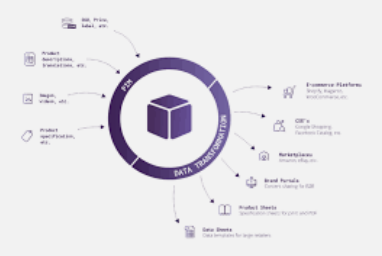 SKU, Price,
Label, etc.
Product
descriptions,
translations, etc.
Images,
videos, etc.
Product
specification,
etc.
PIM
DATA TRANSFORMATION
E-commerce Platforms
Shopify, Magento,
WooCommerce, etc.
Google Shopping,
Facebook Catalog, etc.
Marketplaces
Amazon, eBay, etc.
Brand Portals
Content sharing for B2B
Product Sheets
Specification sheets for print and PDF
Data Sheets
Data templates for large retailers